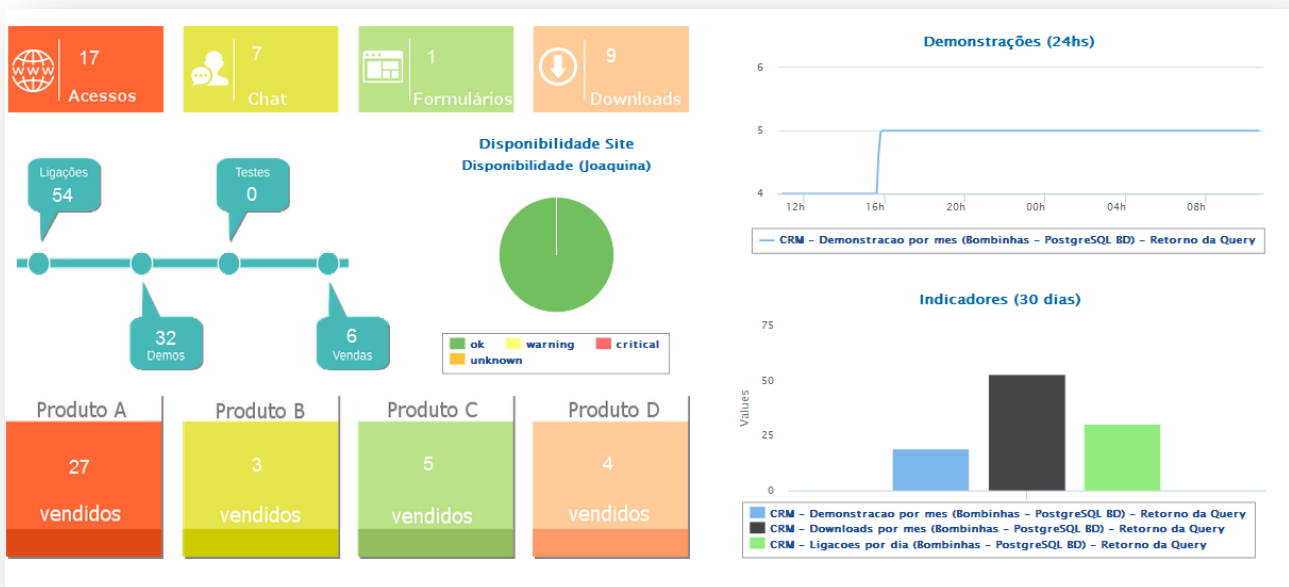 17
Acessos
7
Chat
1
Formulários
9
Downloads
www
Ligações
54
Testes
0
32
Demos
6
Vendas
Disponibilidade Site
Disponibilidade (Joaquina)
ok warning critical
unknown
Produto A
27
vendidos
Produto B
3
vendidos
Produto C
5
vendidos
Produto D
4
vendidos
Demonstrações (24hs)
6
5
4
12h 16h 20h 00h 04h 08h
CRM - Demonstracao por mes (Bombinhas - PostgreSQL BD) - Retorno da Query
Indicadores (30 dias)
75
50
25
0
Values
CRM - Demonstracao por mes (Bombinhas - PostgreSQL BD) - Retorno da Query
CRM - Downloads por mes (Bombinhas - PostgreSQL BD) - Retorno da Query
CRM - Ligacoes por dia (Bombinhas - PostgreSQL BD) - Retorno da Query